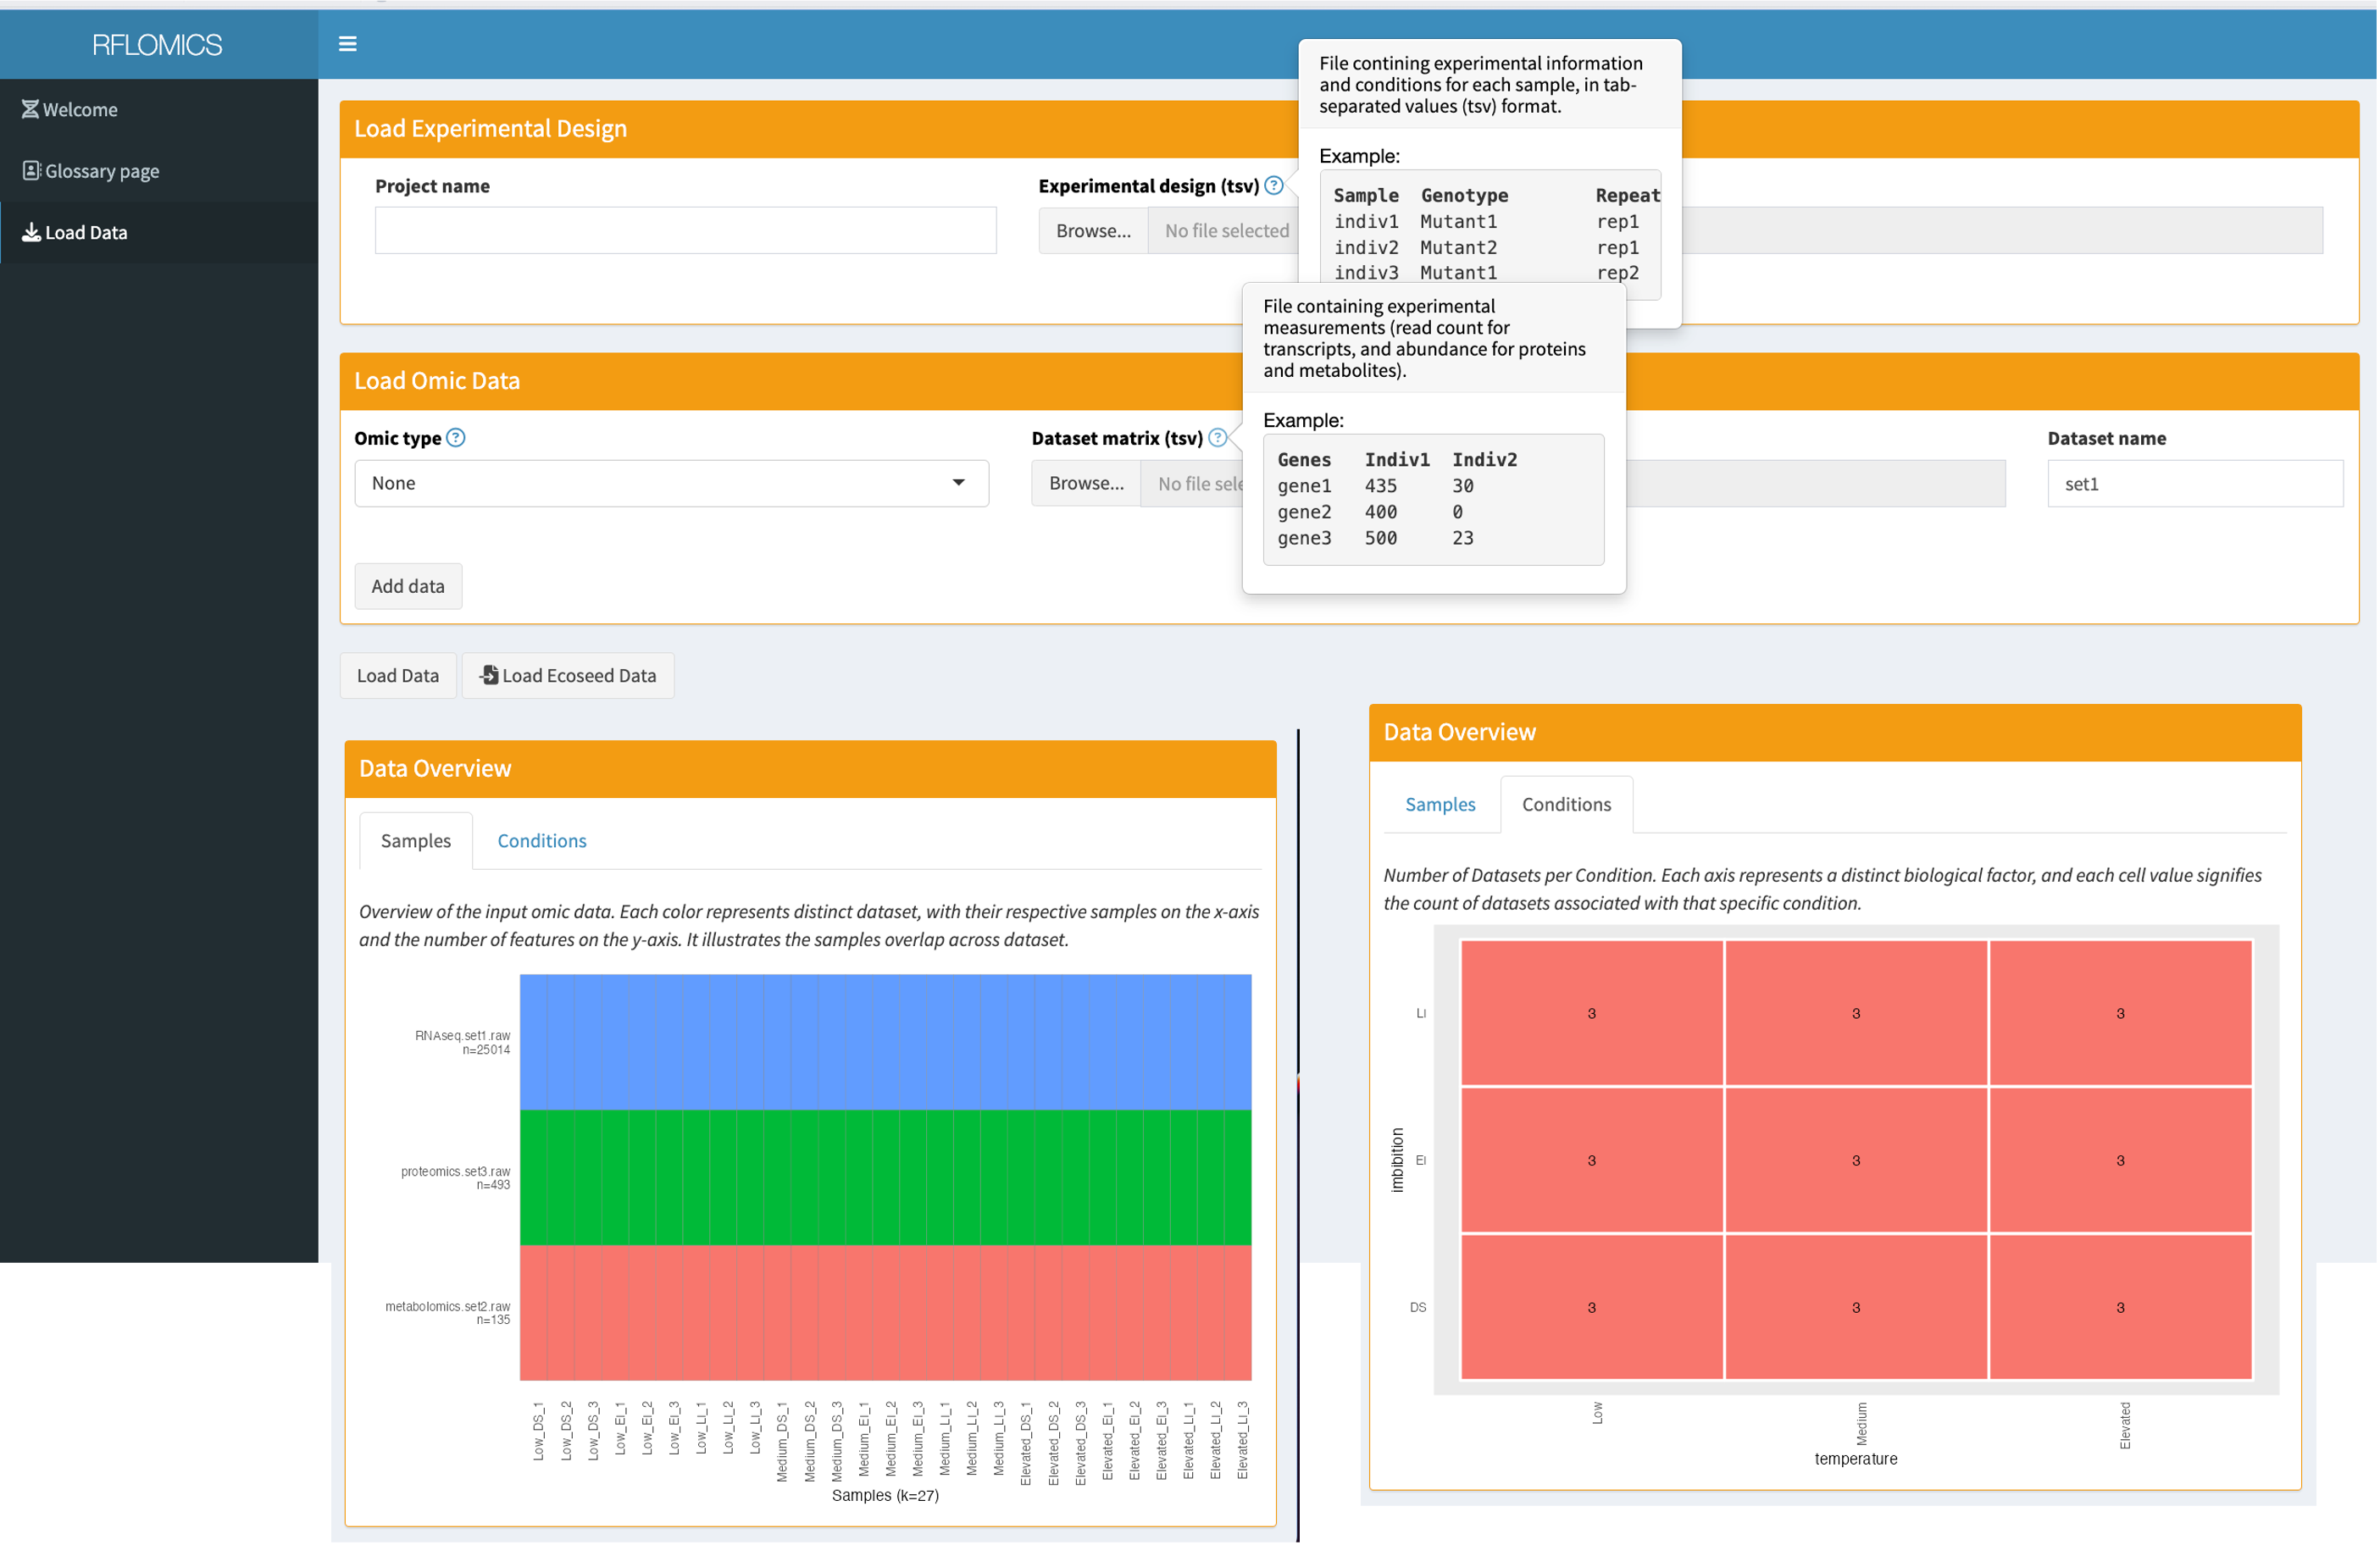 RFLOMICS
Welcome
Glossary page
Load Data
File contining experimental information
and conditions for each sample, in tab-
separated values (tsv) format.
Example:
Sample Genotype Repeat
indiv1 Mutant1 rep1
indiv2 Mutant2 rep1
indiv3 Mutant1 rep2
Load Experimental Design
Project name
Experimental design (tsv) ?
Browse... No file selected
File containing experimental
measurements (read count for
transcripts, and abundance for proteins
and metabolites).
Example:
Genes Indiv1 Indiv2
gene1 435 30
gene2 400 0
gene3 500 23
Load Omic Data
Omic type ?
None
Dataset matrix (tsv) ?
Browse... No file sele
Dataset name
set1
Add data
Load Data
Load Ecoseed Data
Data Overview
Samples Conditions
Overview of the input omic data. Each color represents distinct dataset, with their respective samples on the x-axis
and the number of features on the y-axis. It illustrates the samples overlap across dataset.
RNAseq.set1.raw
n=25014
proteomics.set3.raw
n=493
metabolomics.set2.raw
n=135
Low_DS_1
Low_DS_2
Low_DS_3
Low_EI_1
Low_EI_2
Low_EI_3
Low_LI_1
Low_LI_2
Low_LI_3
Medium_DS_1
Medium_DS_2
Medium_DS_3
Medium_EI_1
Medium_EI_2
Medium_EI_3
Medium_LI_1
Medium_LI_2
Medium_LI_3
Elevated_DS_1
Elevated_DS_2
Elevated_DS_3
Elevated_EI_1
Elevated_EI_2
Elevated_EI_3
Elevated_LI_1
Elevated_LI_2
Elevated_LI_3
Samples (k=27)
Data Overview
Samples Conditions
Number of Datasets per Condition. Each axis represents a distinct biological factor, and each cell value signifies
the count of datasets associated with that specific condition.
imbibition
LI 3 3 3
EI 3 3 3
DS 3 3 3
Low Medium Elevated
temperature